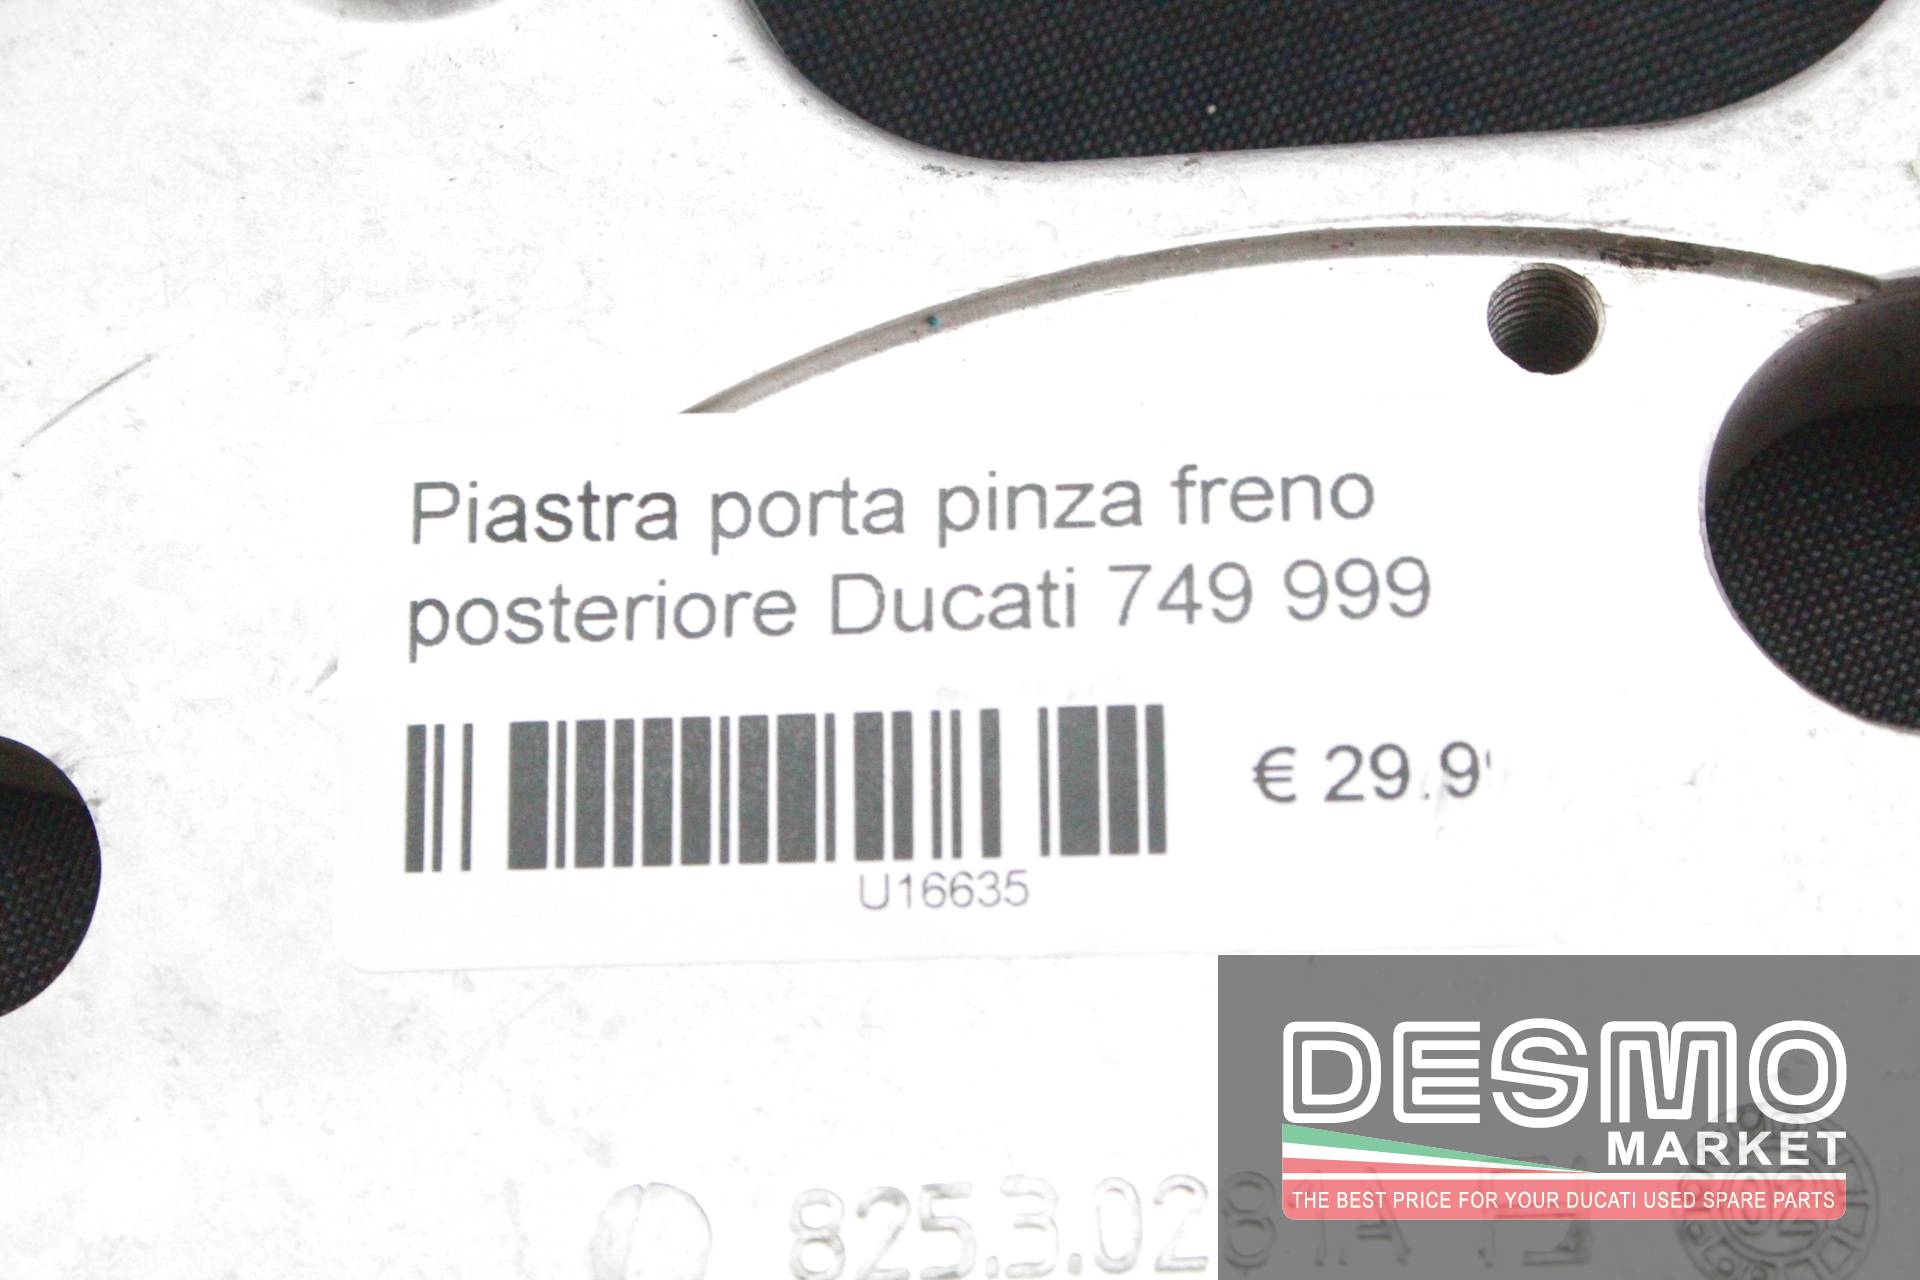 Piastra porta pinza freno
posteriore Ducati 749 999
€ 29.9
U16635
DESMO
MARKET
THE BEST PRICE FOR YOUR DUCATI USED SPARE PARTS
825.3.0281A